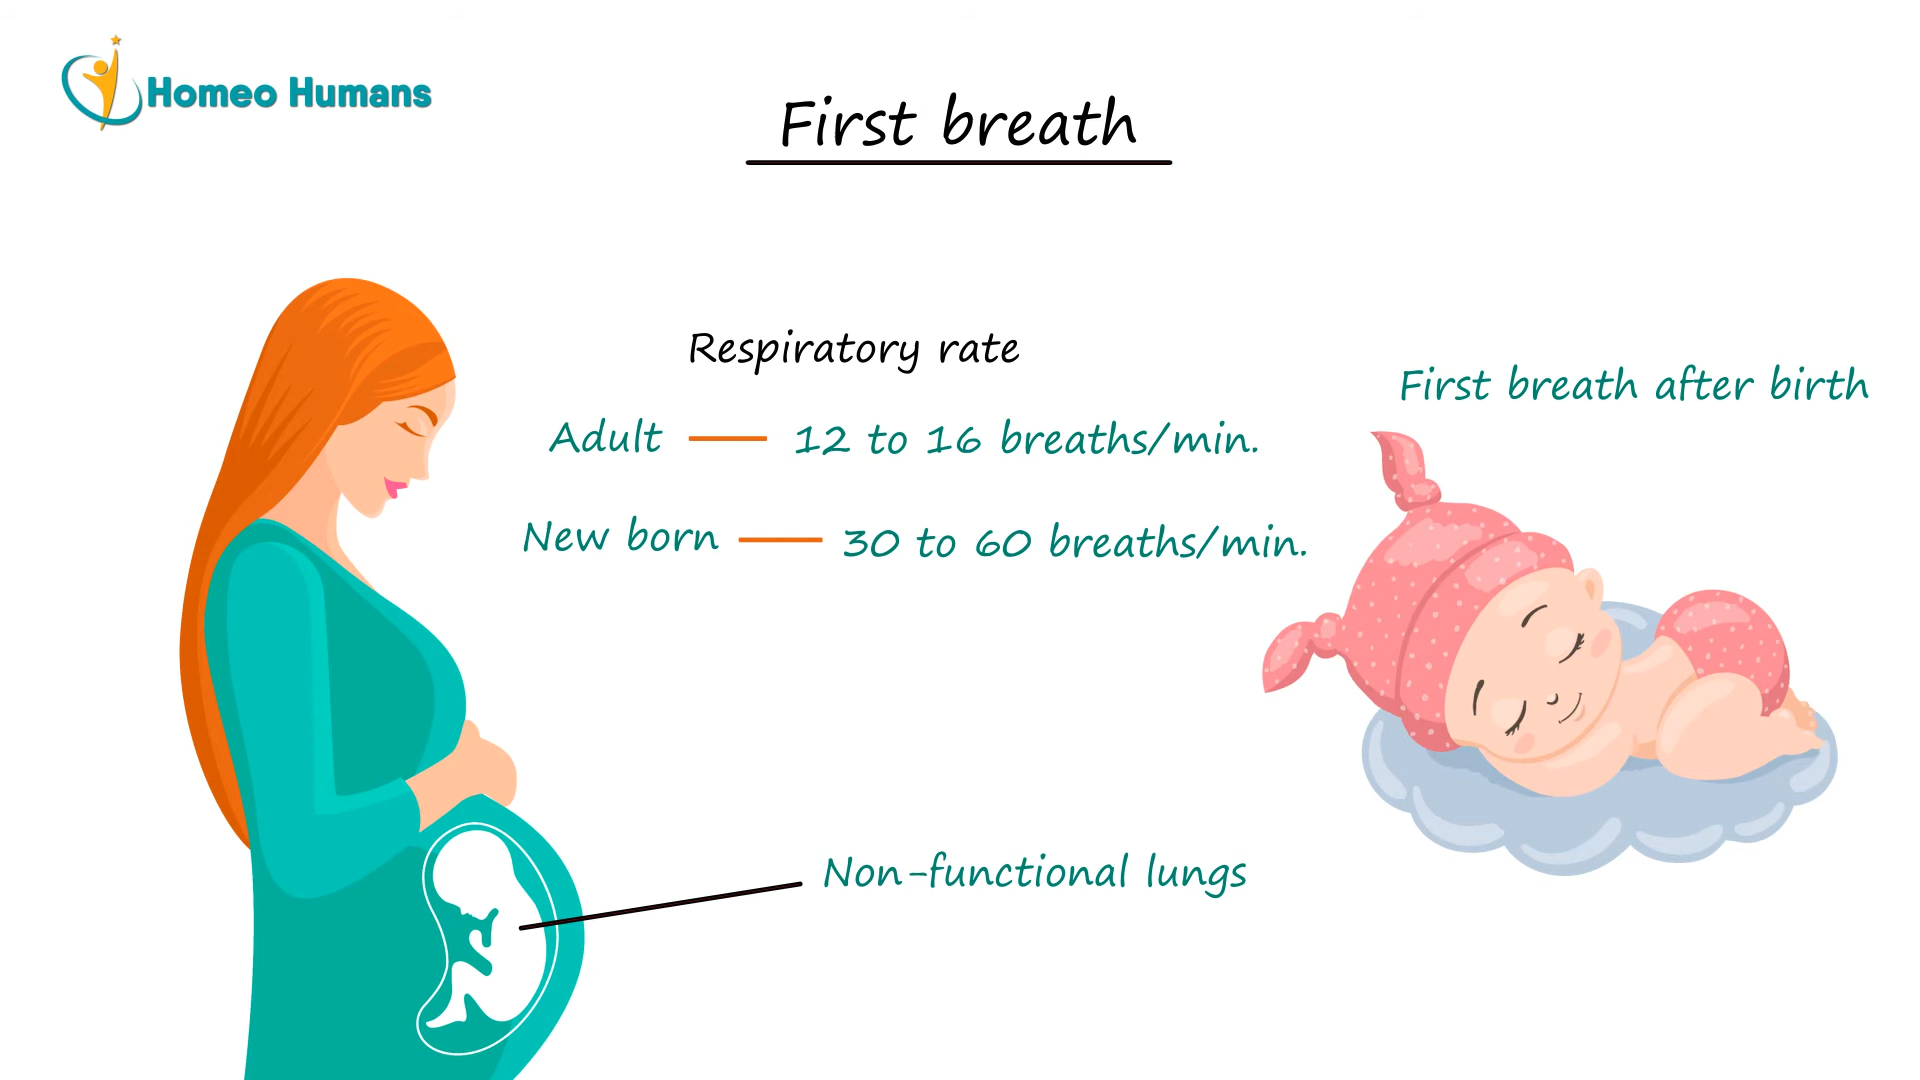 Homeo Humans
First breath
Respiratory rate
Adult — 12 to 16 breaths/min.
New born — 30 to 60 breaths/min.
First breath after birth
Non-functional lungs